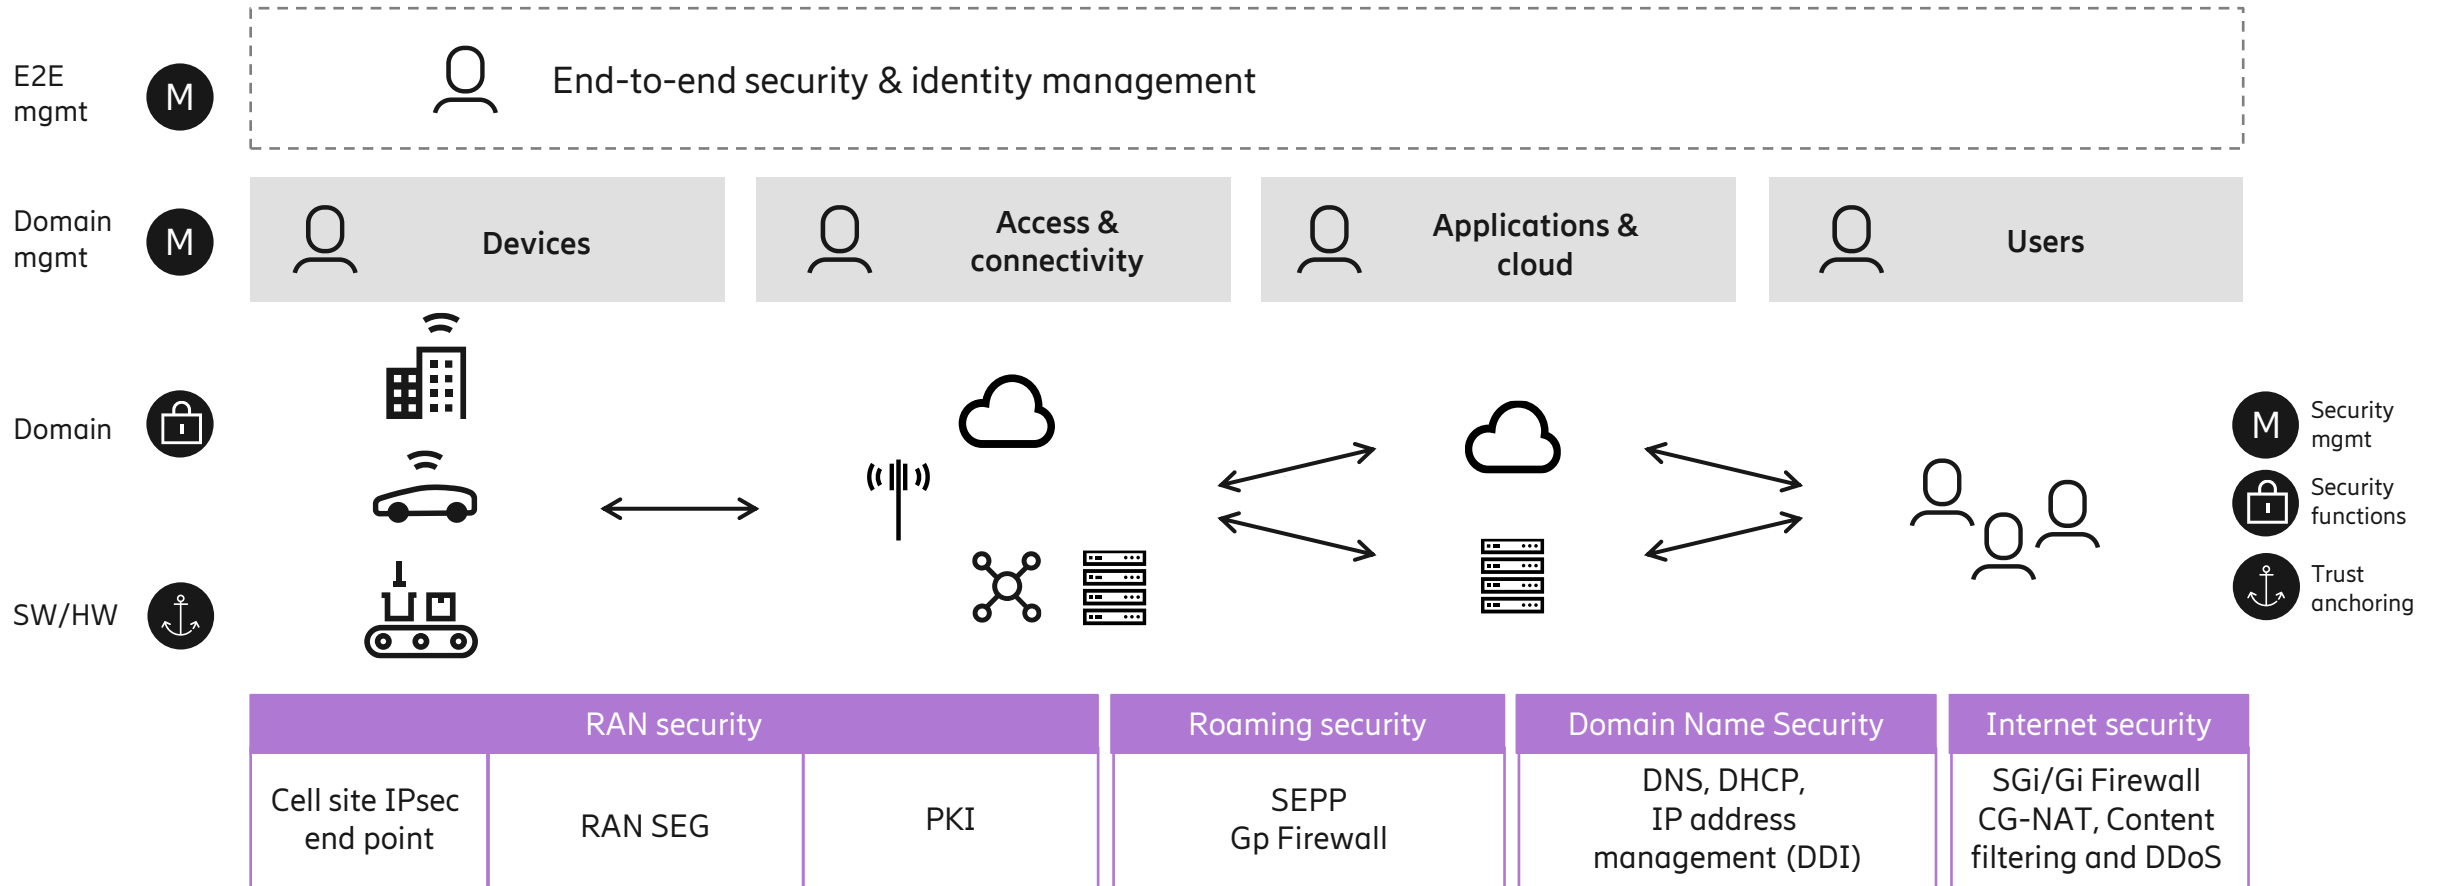 E2E
mgmt
M
End-to-end security & identity management
Domain
mgmt
M
Devices
Access &
connectivity
Applications &
cloud
Users
Domain
SW/HW
M
Security
mgmt
Security
functions
Trust
anchoring
RAN security
Cell site IPsec
end point
RAN SEG
PKI
Roaming security
SEPP
Gp Firewall
Domain Name Security
DNS, DHCP,
IP address
management (DDI)
Internet security
SGi/Gi Firewall
CG-NAT, Content
filtering and DDoS